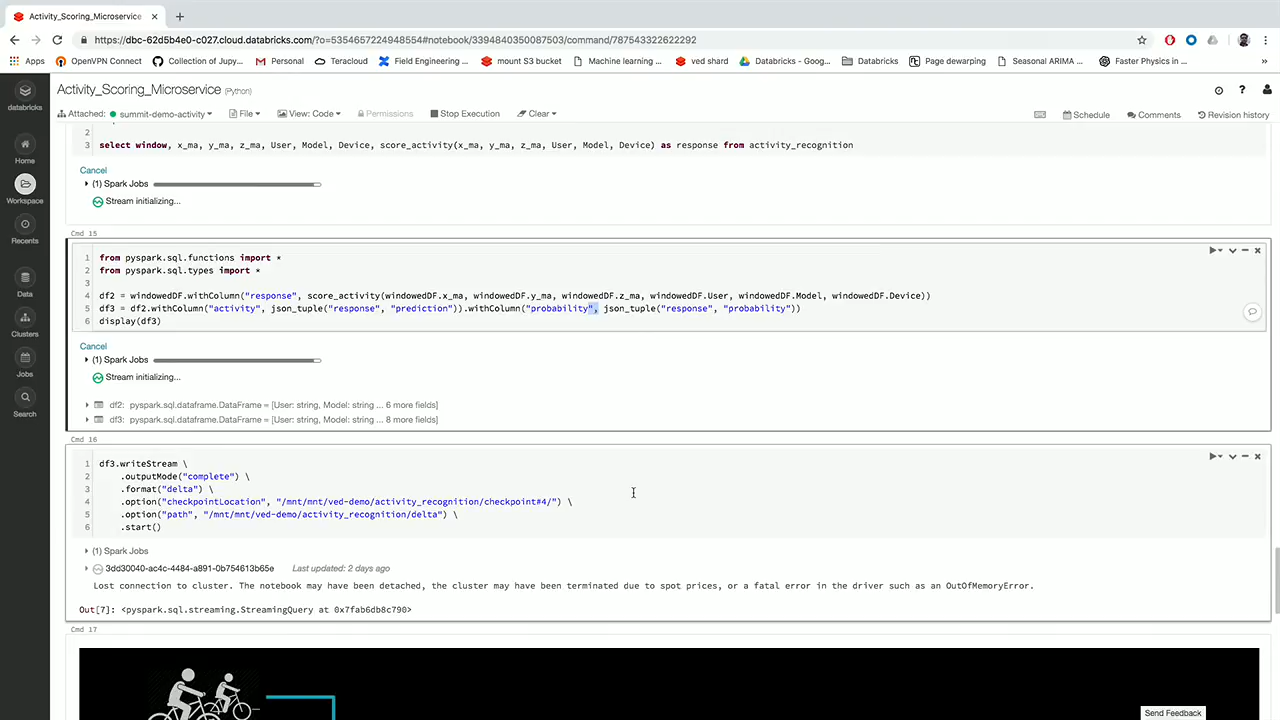 Activity_Scoring_Microservice
https://dbc-62d5b4e0-c027.cloud.databricks.com/?o=5354657224948554#notebook/3394840350087503/command/787543322622292
Apps OpenVPN Connect Collection of Jupy... Personal Teracloud Field Engineering ... mount S3 bucket Machine learning ... ved shard Databricks - Goog... Databricks Page dewarping Seasonal ARIMA ... Faster Physics in ... »
databricks
Home
Workspace
Recents
Data
Clusters
Jobs
Search
Activity_Scoring_Microservice (Python)
Attached: summit-demo-activity File View: Code Permissions Stop Execution Clear Schedule Comments Revision history
2
3 select window, x_ma, y_ma, z_ma, User, Model, Device, score_activity(x_ma, y_ma, z_ma, User, Model, Device) as response from activity_recognition
Cancel
(1) Spark Jobs
Stream initializing...
Cmd 15
1 from pyspark.sql.functions import *
2 from pyspark.sql.types import *
3
4 df2 = windowedDF.withColumn("response", score_activity(windowedDF.x_ma, windowedDF.y_ma, windowedDF.z_ma, windowedDF.User, windowedDF.Model, windowedDF.Device))
5 df3 = df2.withColumn("activity", json_tuple("response", "prediction")).withColumn("probability", json_tuple("response", "probability"))
6 display(df3)
Cancel
(1) Spark Jobs
Stream initializing...
df2: pyspark.sql.dataframe.DataFrame = [User: string, Model: string ... 6 more fields]
df3: pyspark.sql.dataframe.DataFrame = [User: string, Model: string ... 8 more fields]
Cmd 16
1 df3.writeStream \
2 .outputMode("complete") \
3 .format("delta") \
4 .option("checkpointLocation", "/mnt/mnt/ved-demo/activity_recognition/checkpoint#4/") \
5 .option("path", "/mnt/mnt/ved-demo/activity_recognition/delta") \
6 .start()
(1) Spark Jobs
3dd30040-ac4c-4484-a891-0b754613b65e Last updated: 2 days ago
Lost connection to cluster. The notebook may have been detached, the cluster may have been terminated due to spot prices, or a fatal error in the driver such as an OutOfMemoryError.
Out[7]: <pyspark.sql.streaming.StreamingQuery at 0x7fab6db8c790>
Cmd 17
Send Feedback